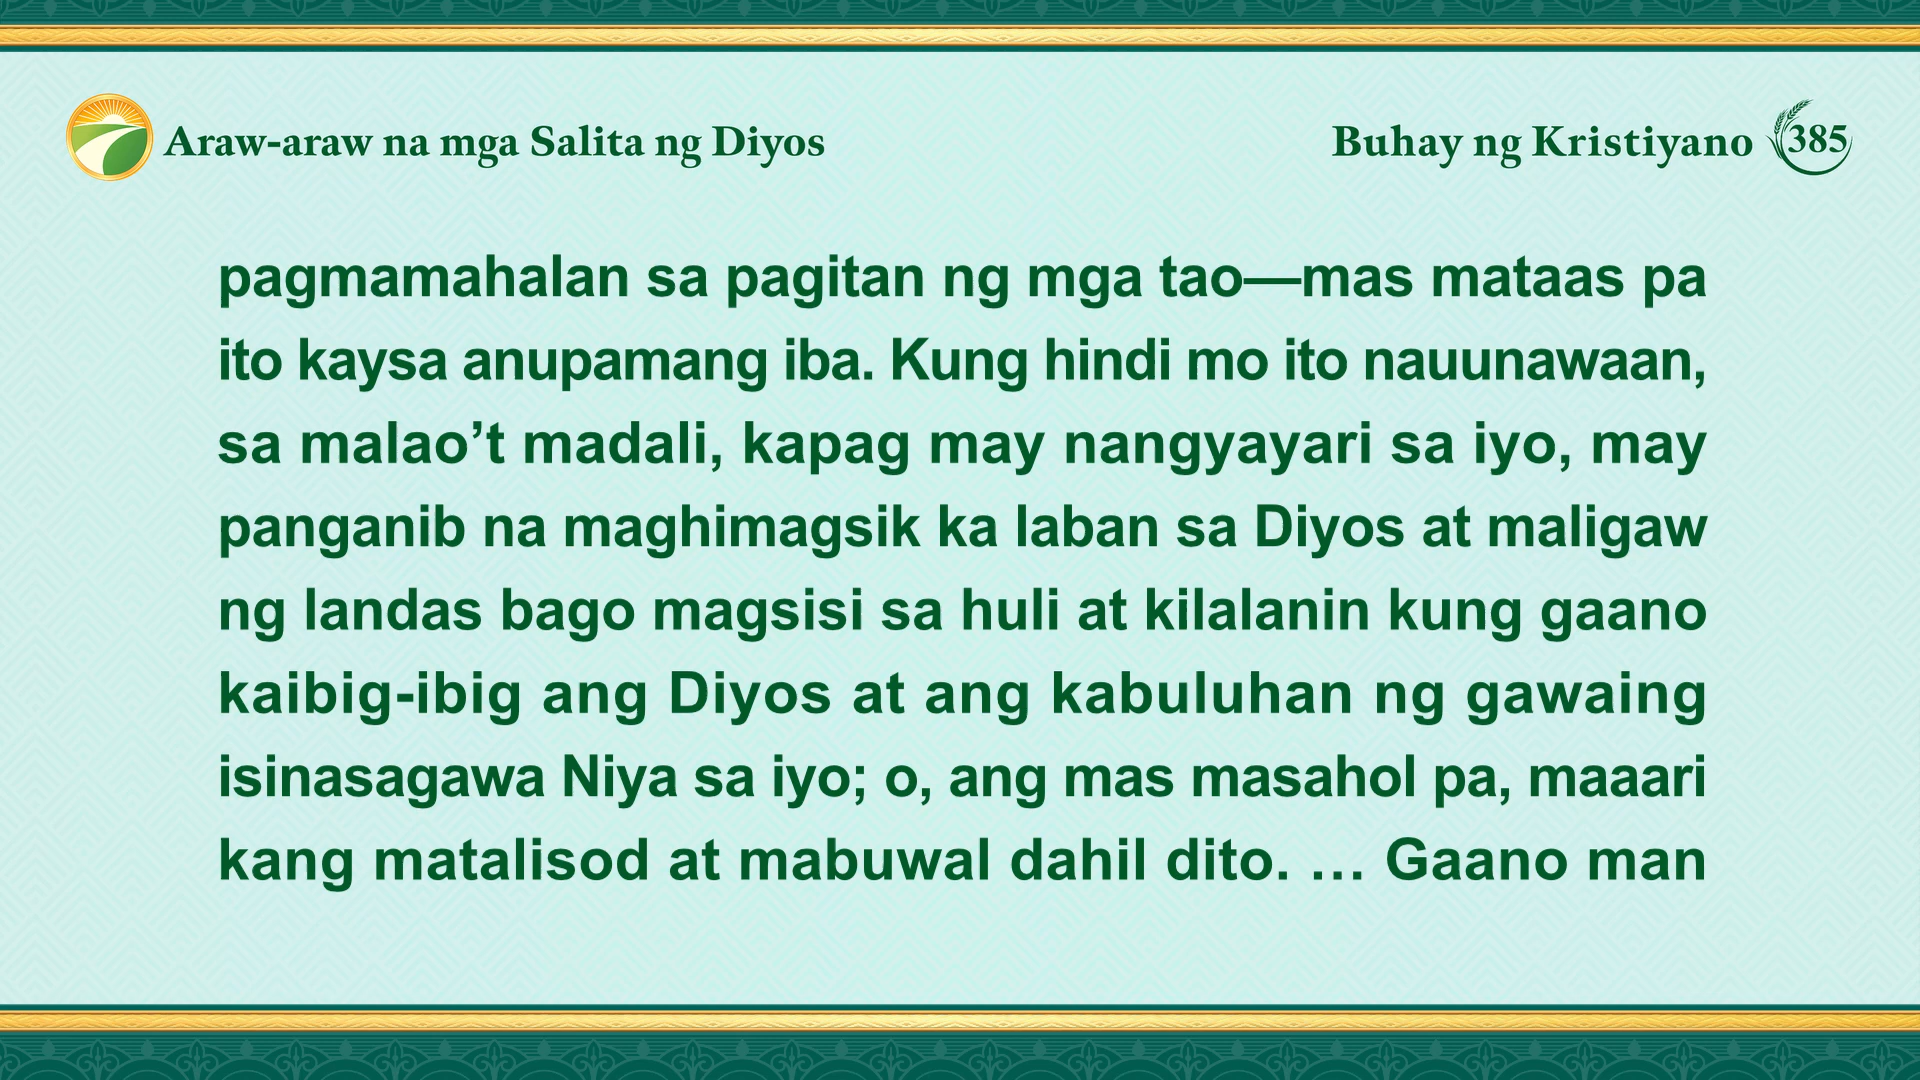 Araw-araw na mga Salita ng Diyos
Buhay ng Kristiyano 385
pagmamahalan sa pagitan ng mga tao—mas mataas pa
ito kaysa anupamang iba. Kung hindi mo ito nauunawaan,
sa malao’t madali, kapag may nangyayari sa iyo, may
panganib na maghimagsik ka laban sa Diyos at maligaw
ng landas bago magsisi sa huli at kilalanin kung gaano
kaibig-ibig ang Diyos at ang kabuluhan ng gawaing
isinasagawa Niya sa iyo; o, ang mas masahol pa, maaari
kang matalisod at mabuwal dahil dito. … Gaano man